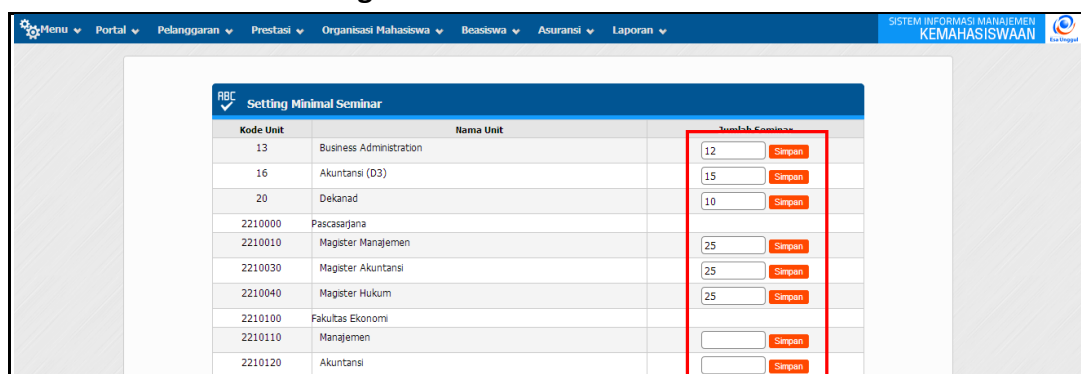 Menu Portal Pelanggaran Prestasi Organisasi Mahasiswa Beasiswa Asuransi Laporan
SISTEM INFORMASI MANAJEMEN
KEMAHASISWAAN
Esa Unggul
ABC Setting Minimal Seminar
Kode Unit Nama Unit Jumlah Seminar
13 Business Administration 12 Simpan
16 Akuntansi (D3) 15 Simpan
20 Dekanad 10 Simpan
2210000 Pascasarjana
2210010 Magister Manajemen 25 Simpan
2210030 Magister Akuntansi 25 Simpan
2210040 Magister Hukum 25 Simpan
2210100 Fakultas Ekonomi
2210110 Manajemen Simpan
2210120 Akuntansi Simpan